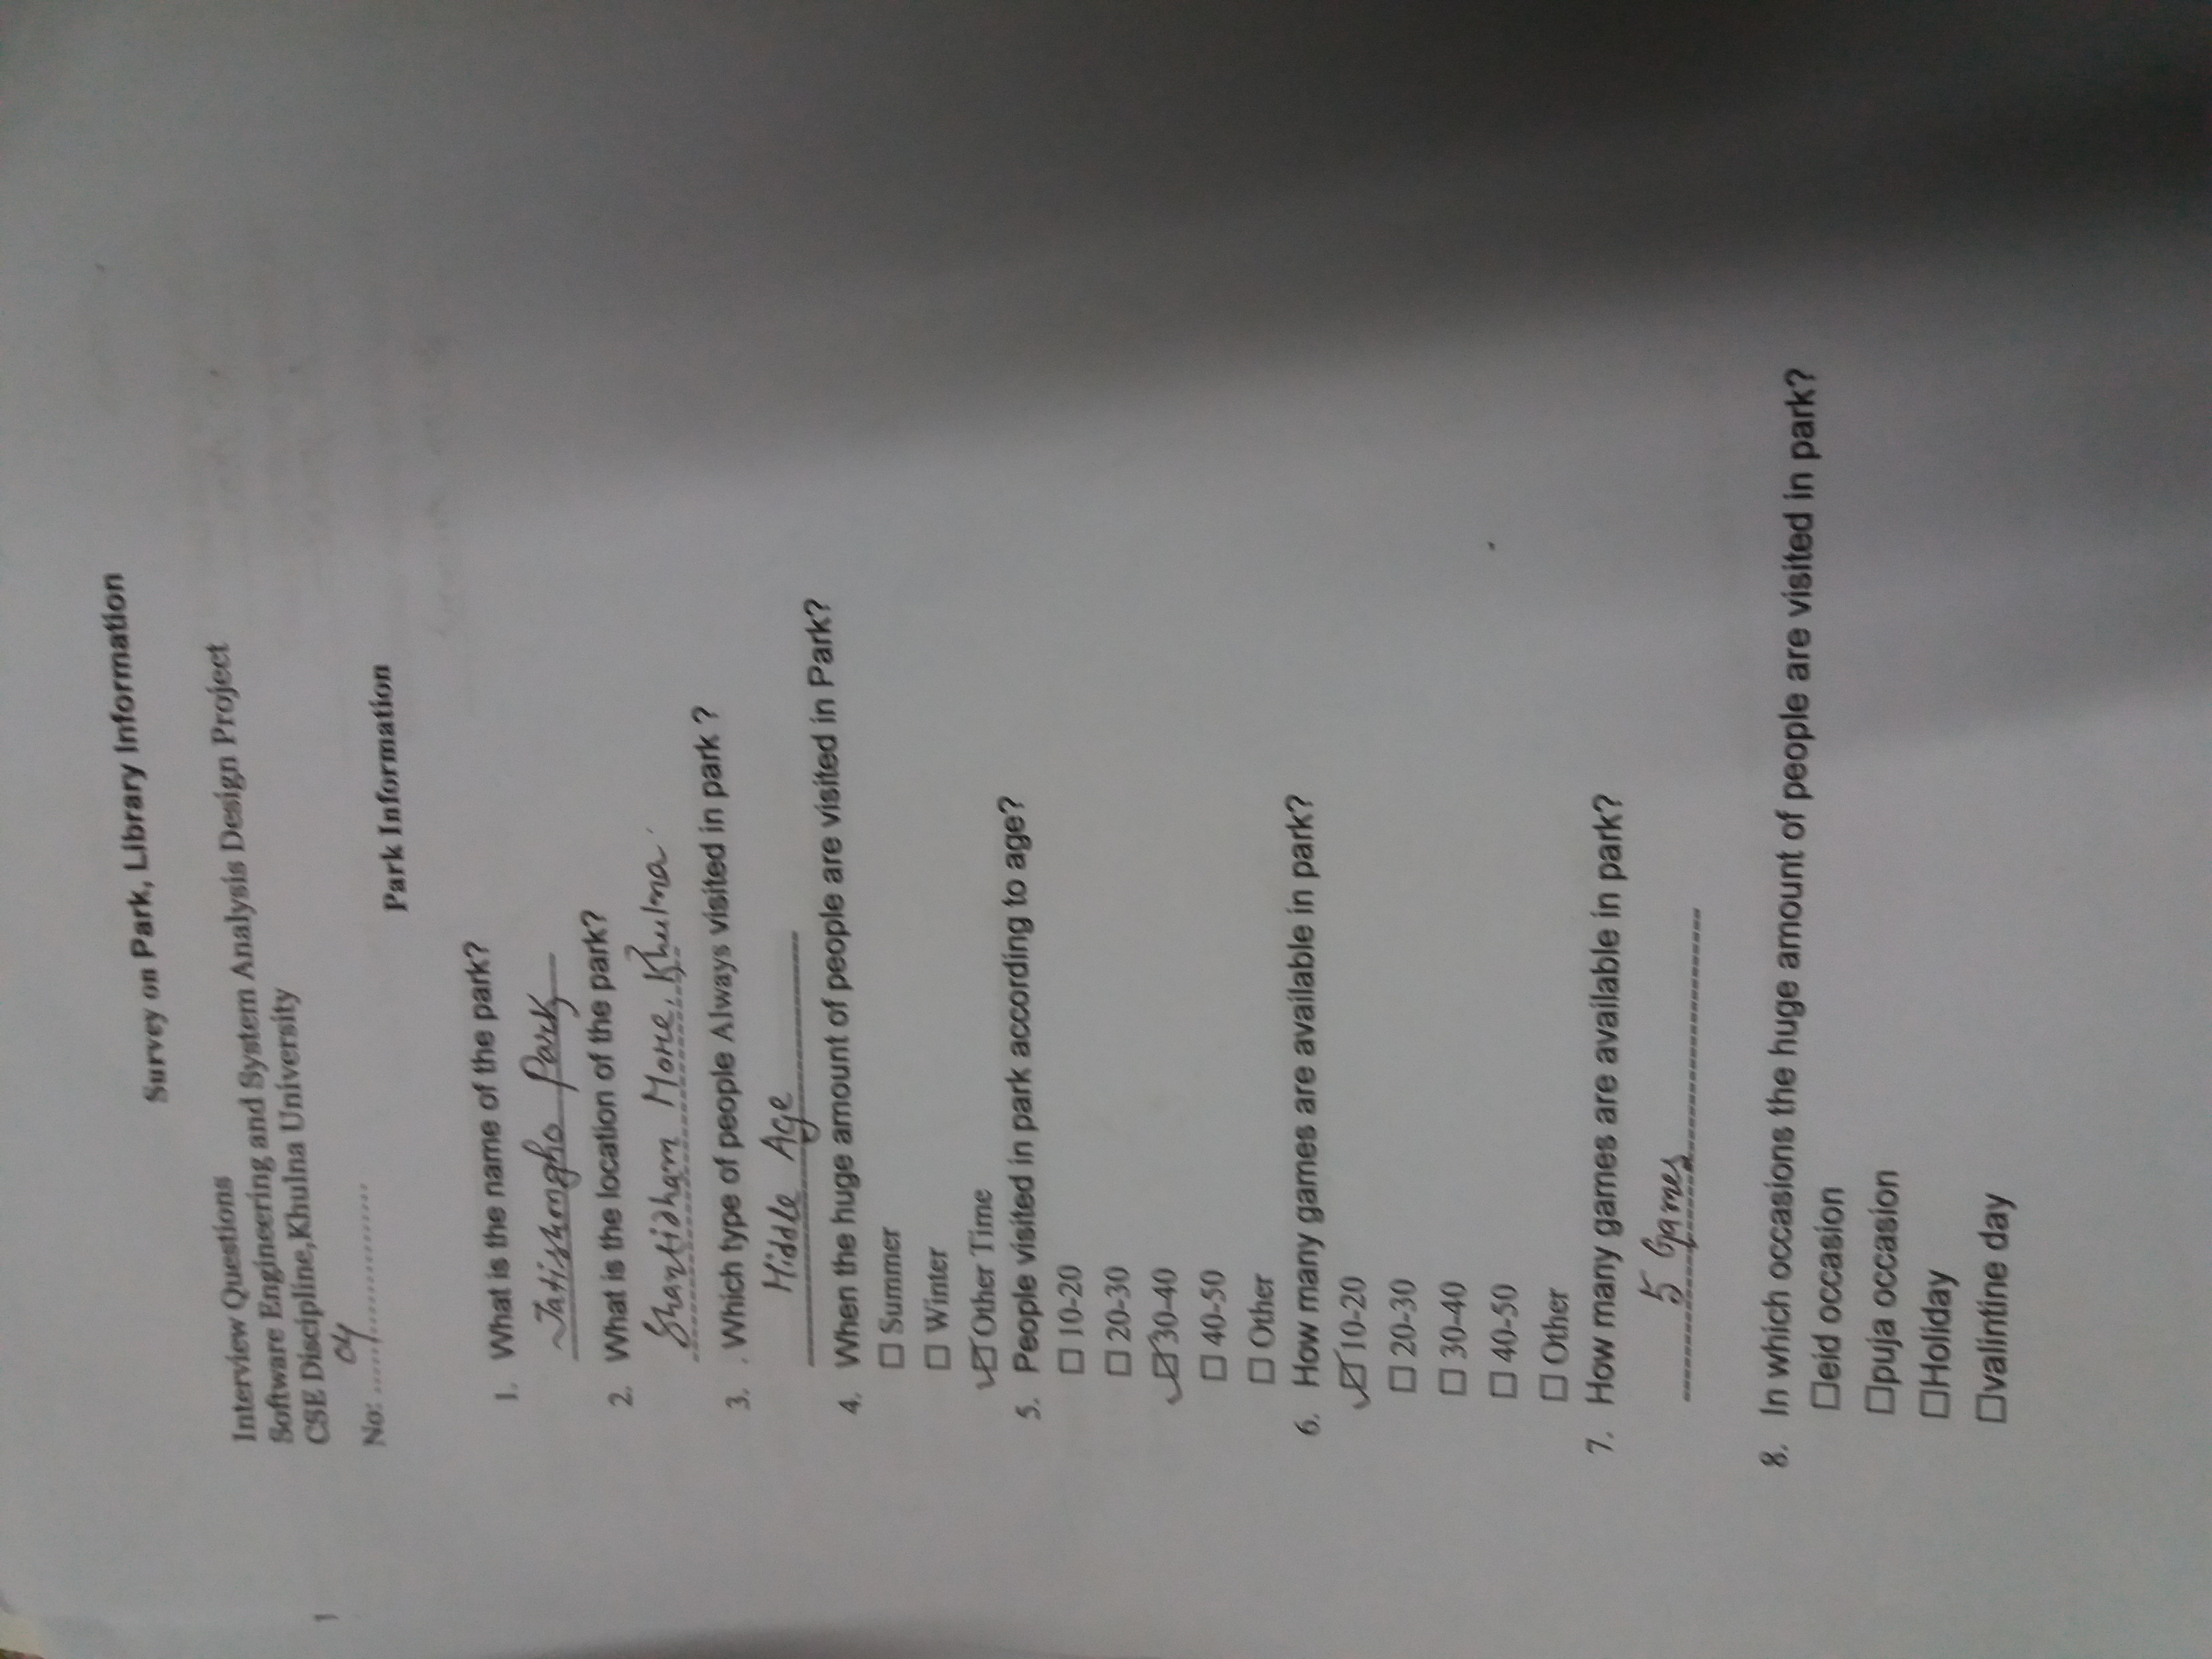 Survey on Park, Library Information
Interview Questions
Software Engineering and System Analysis Design Project
CSE Discipline,Khulna University
No: 04
Park Information
1. What is the name of the park?
Jatishongho Park
2. What is the location of the park?
Shantidham More, Khulna
3. . Which type of people Always visited in park ?
Middle Age
4. When the huge amount of people are visited in Park?
☐ Summer
☐ Winter
☑ Other Time
5. People visited in park according to age?
☐ 10-20
☐ 20-30
☑ 30-40
☐ 40-50
☐ Other
6. How many games are available in park?
☑ 10-20
☐ 20-30
☐ 30-40
☐ 40-50
☐ Other
7. How many games are available in park?
5 Games
8. In which occasions the huge amount of people are visited in park?
☐eid occasion
☐puja occasion
☐Holiday
☐valintine day